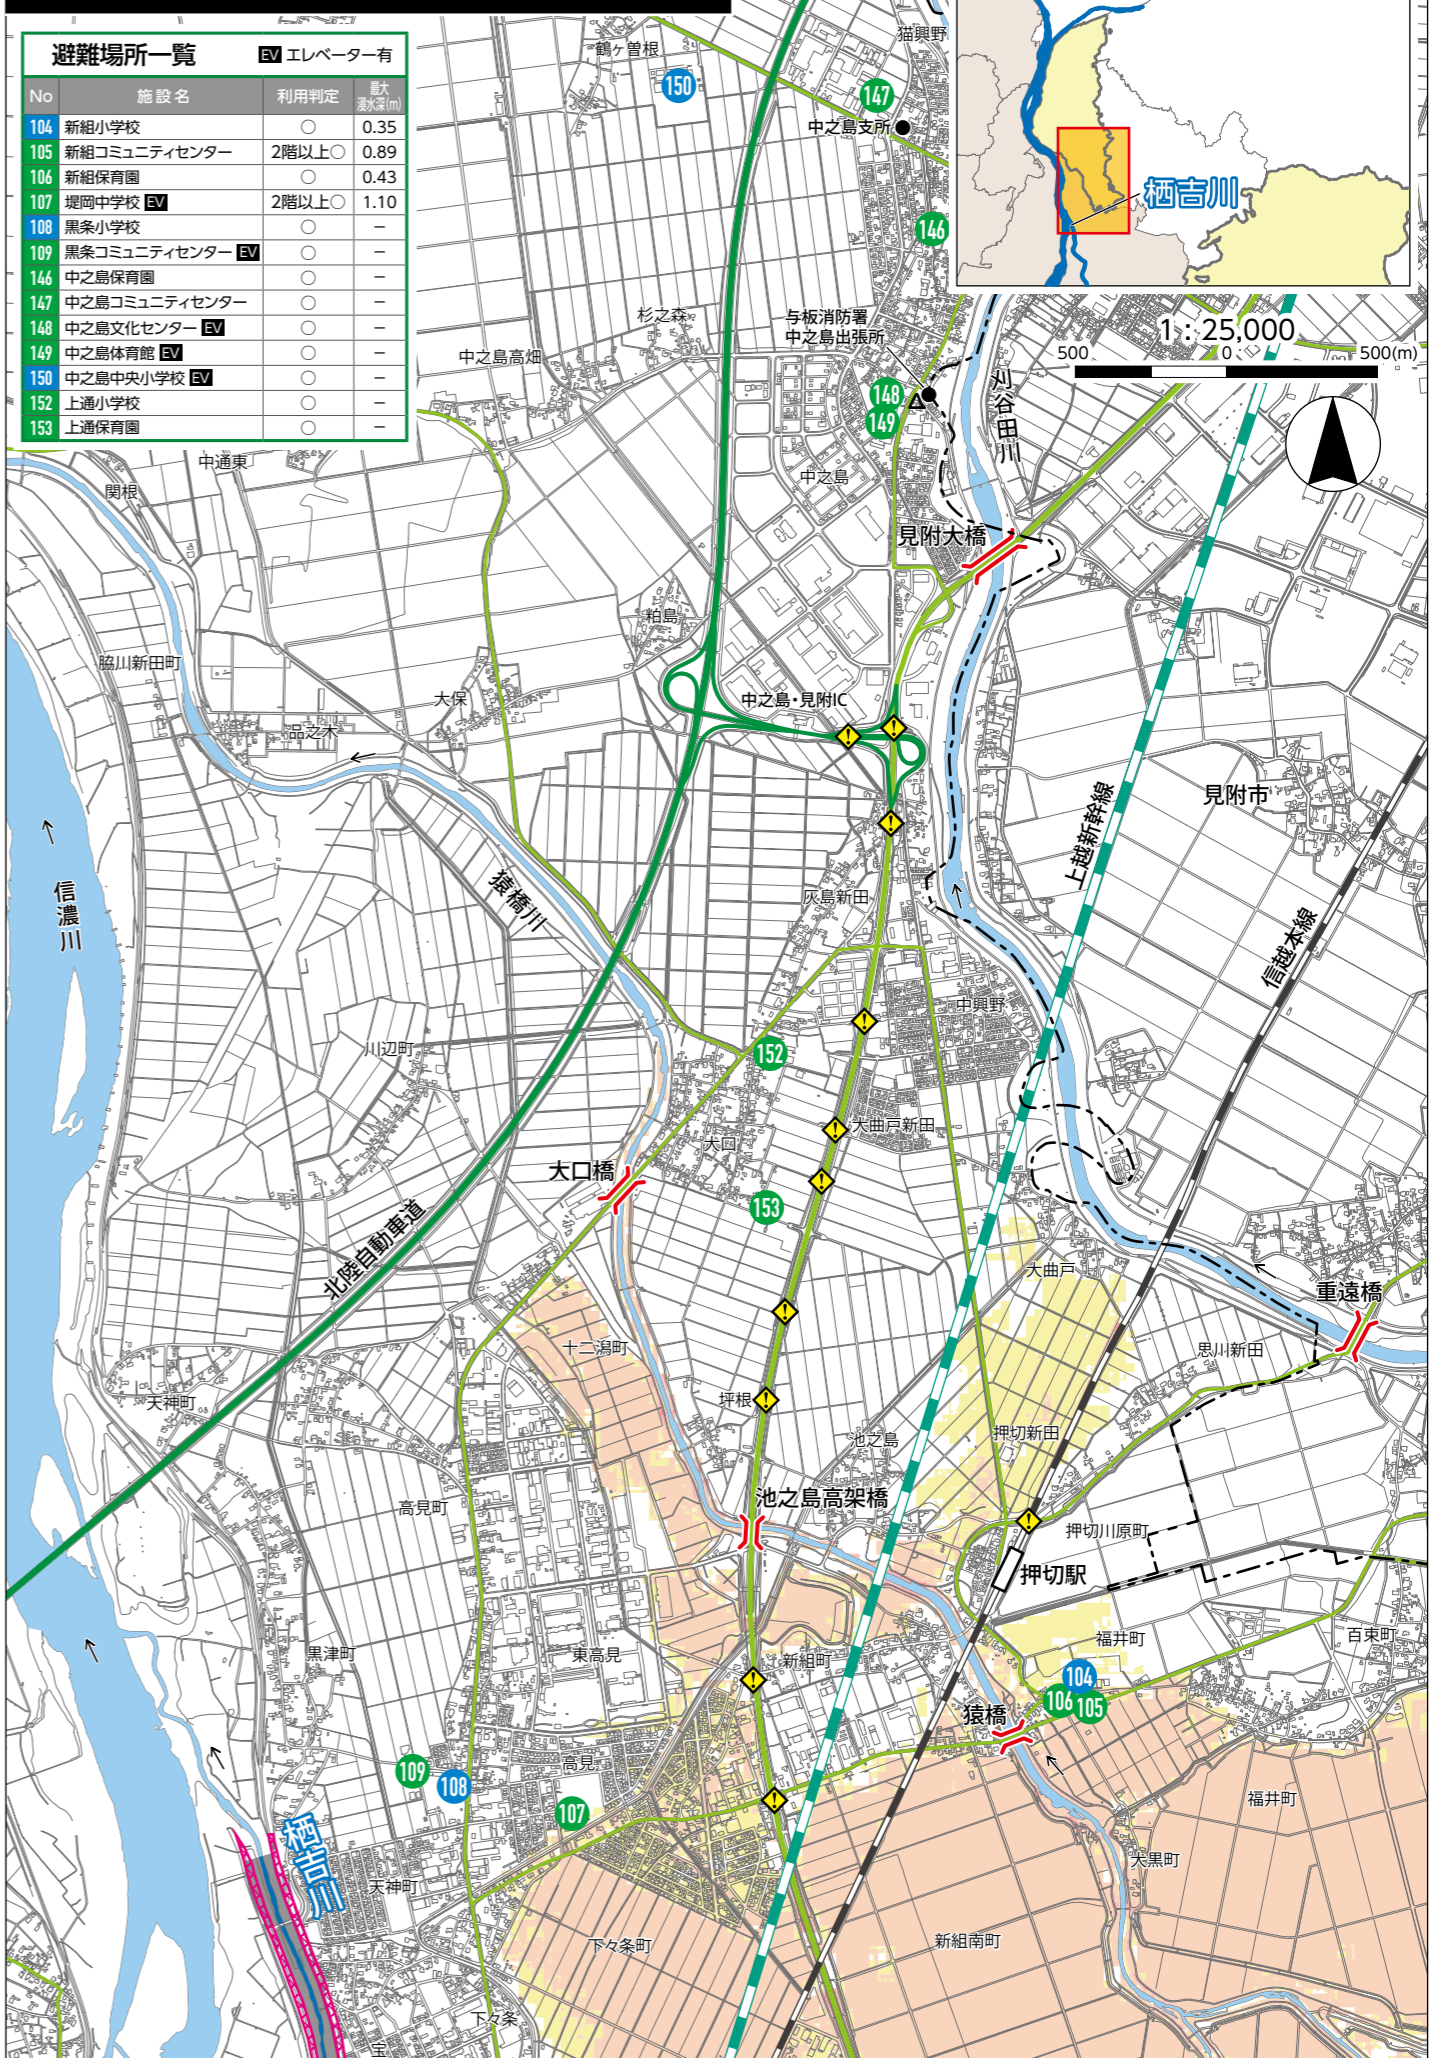 避難場所一覧 EV エレベーター有
No 施設名 利用判定 最大浸水深(m)
104 新組小学校 ○ 0.35
105 新組コミュニティセンター 2階以上○ 0.89
106 新組保育園 ○ 0.43
107 堤岡中学校 EV 2階以上○ 1.10
108 黒条小学校 ○ －
109 黒条コミュニティセンター EV ○ －
146 中之島保育園 ○ －
147 中之島コミュニティセンター ○ －
148 中之島文化センター EV ○ －
149 中之島体育館 EV ○ －
150 中之島中央小学校 EV ○ －
152 上通小学校 ○ －
153 上通保育園 ○ －
猫興野
鶴ヶ曽根
150
147
中之島支所
146
栖吉川
1：25,000
500 0 500(m)
杉之森
与板消防署
中之島出張所
中之島高畑
148
149
刈谷田川
中通東
関根
中之島
見附大橋
粕島
脇川新田町
大保
品之木
中之島・見附IC
見附市
上越新幹線
信濃川
猿橋川
灰島新田
信越本線
中興野
川辺町
152
大曲戸新田
大口
大口橋
153
北陸自動車道
大曲戸
重遠橋
十二潟町
思川新田
天神町
坪根
池之島
押切新田
高見町
池之島高架橋
押切川原町
押切駅
黒津町
東高見
新組町
福井町
百束町
104
106
105
猿橋
109
108
高見
107
福井町
栖吉川
天神町
大黒町
下々条町
新組南町
下々条